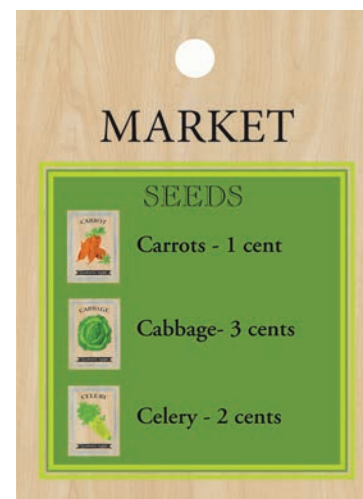 MARKET
SEEDS
CARROT
Carrots - 1 cent
CABBAGE
Cabbage- 3 cents
CELERY
Celery - 2 cents